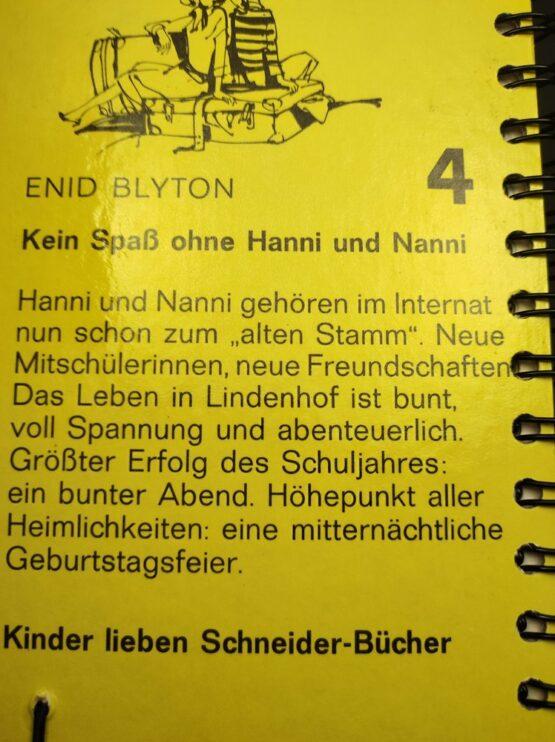 ENID BLYTON
4
Kein Spaß ohne Hanni und Nanni
Hanni und Nanni gehören im Internat
nun schon zum „alten Stamm“. Neue
Mitschülerinnen, neue Freundschaften
Das Leben in Lindenhof ist bunt,
voll Spannung und abenteuerlich.
Größter Erfolg des Schuljahres:
ein bunter Abend. Höhepunkt aller
Heimlichkeiten: eine mitternächtliche
Geburtstagsfeier.
Kinder lieben Schneider-Bücher